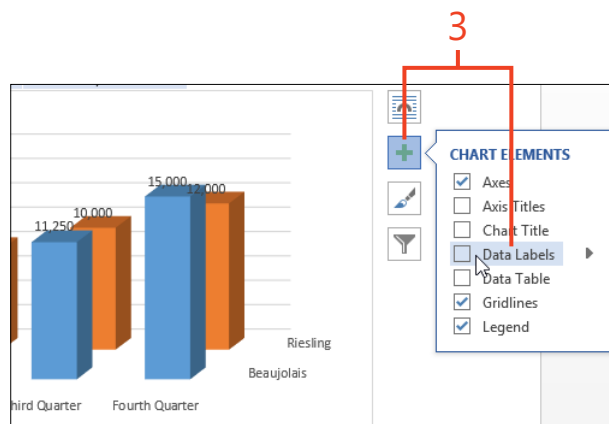 3
CHART ELEMENTS
Axes
Axis Titles
Chart Title
Data Labels
Data Table
Gridlines
Legend
15,000
12,000
10,000
11,250
Riesling
Beaujolais
hird Quarter
Fourth Quarter